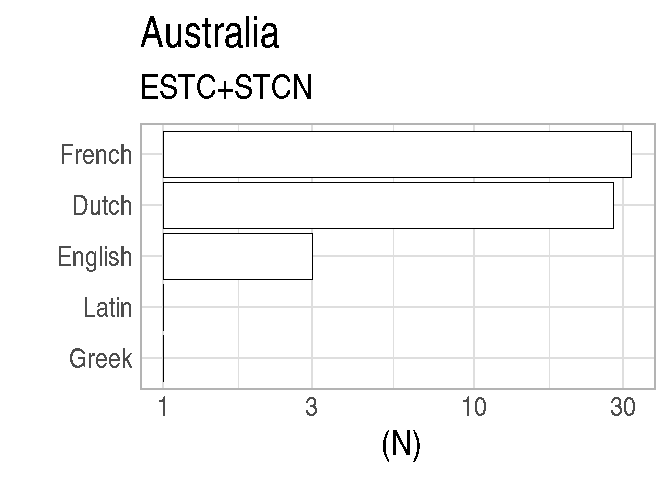 Australia
ESTC+STCN
French
Dutch
English
Latin
Greek
1 3 10 30
(N)